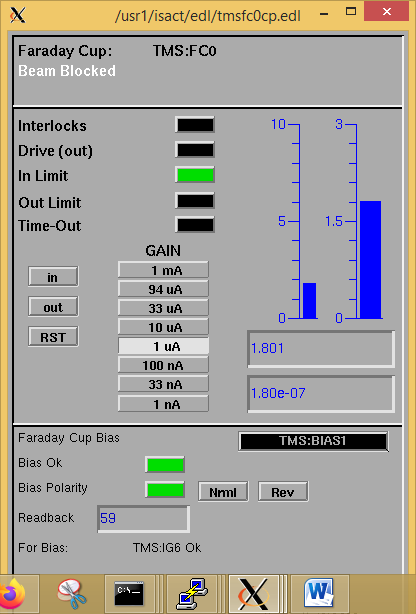 /usr1/isact/edl/tmsfc0cp.edl
Faraday Cup: TMS:FC0
Beam Blocked
Interlocks
Drive (out)
In Limit
Out Limit
Time-Out
10
5
0
3
1.5
0
GAIN
1 mA
94 uA
33 uA
10 uA
1 uA
100 nA
33 nA
1 nA
in
out
RST
1.801
1.80e-07
Faraday Cup Bias TMS:BIAS1
Bias Ok
Bias Polarity Nrml Rev
Readback 59
For Bias: TMS:IG6 Ok
C:\.
W